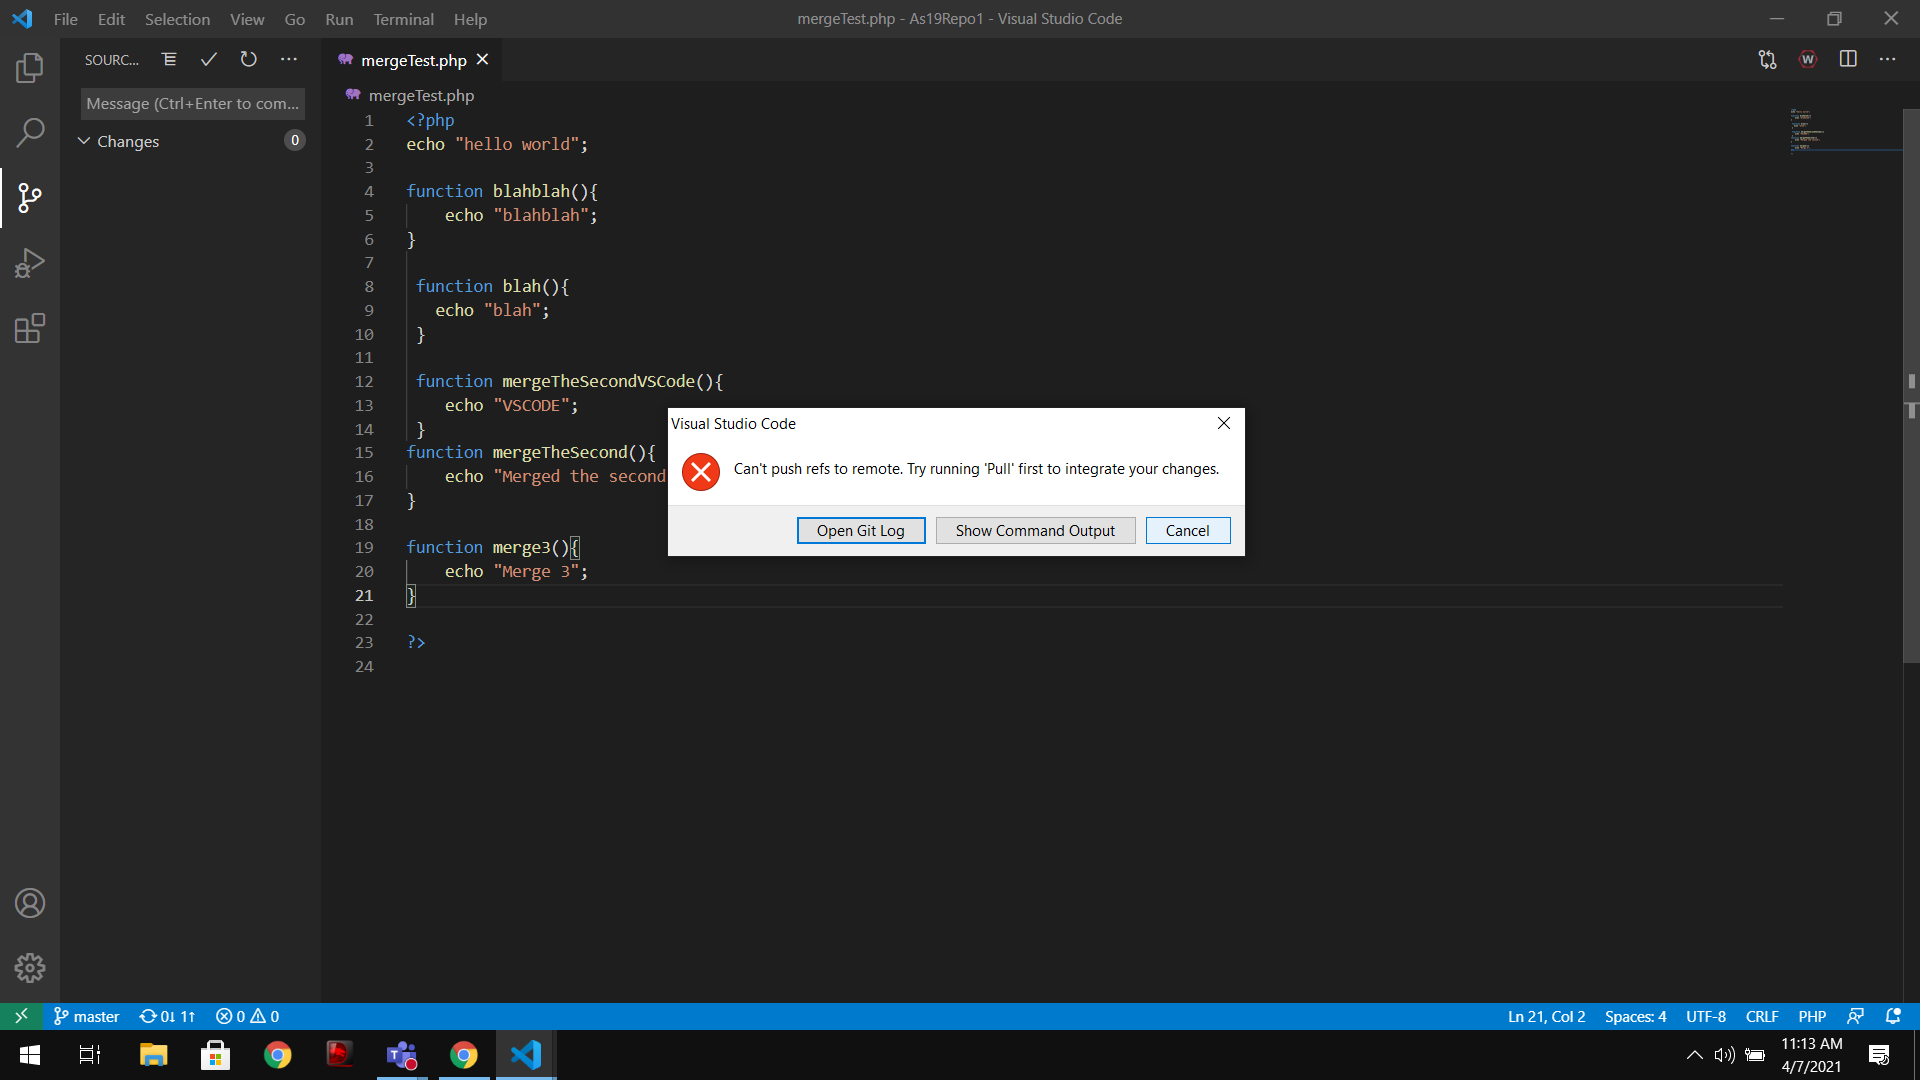 File Edit Selection View Go Run Terminal Help
mergeTest.php - As19Repo1 - Visual Studio Code
SOURC...
mergeTest.php
W
Message (Ctrl+Enter to com...
Changes
0
mergeTest.php
1 <?php
2 echo "hello world";
3
4 function blahblah(){
5 echo "blahblah";
6 }
7
8 function blah(){
9 echo "blah";
10 }
11
12 function mergeTheSecondVSCode(){
13 echo "VSCODE";
14 }
15 function mergeTheSecond(){
16 echo "Merged the second
17 }
18
19 function merge3(){
20 echo "Merge 3";
21 }
22
23 ?>
24
Visual Studio Code
Can't push refs to remote. Try running 'Pull' first to integrate your changes.
Open Git Log
Show Command Output
Cancel
master 0↓ 1↑ 0 0
Ln 21, Col 2 Spaces: 4 UTF-8 CRLF PHP
11:13 AM
4/7/2021